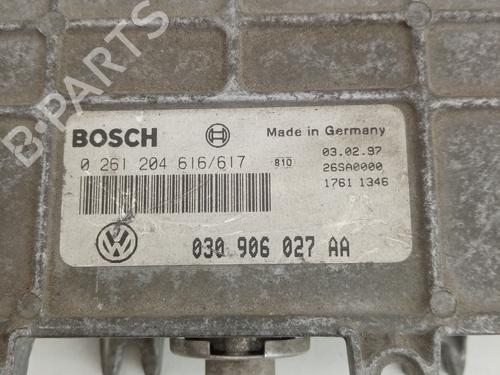 B-PARTS
BOSCH Made in Germany
0 261 204 616/617 810 03.02.97
26SA0000
1761 1346
030 906 027 AA